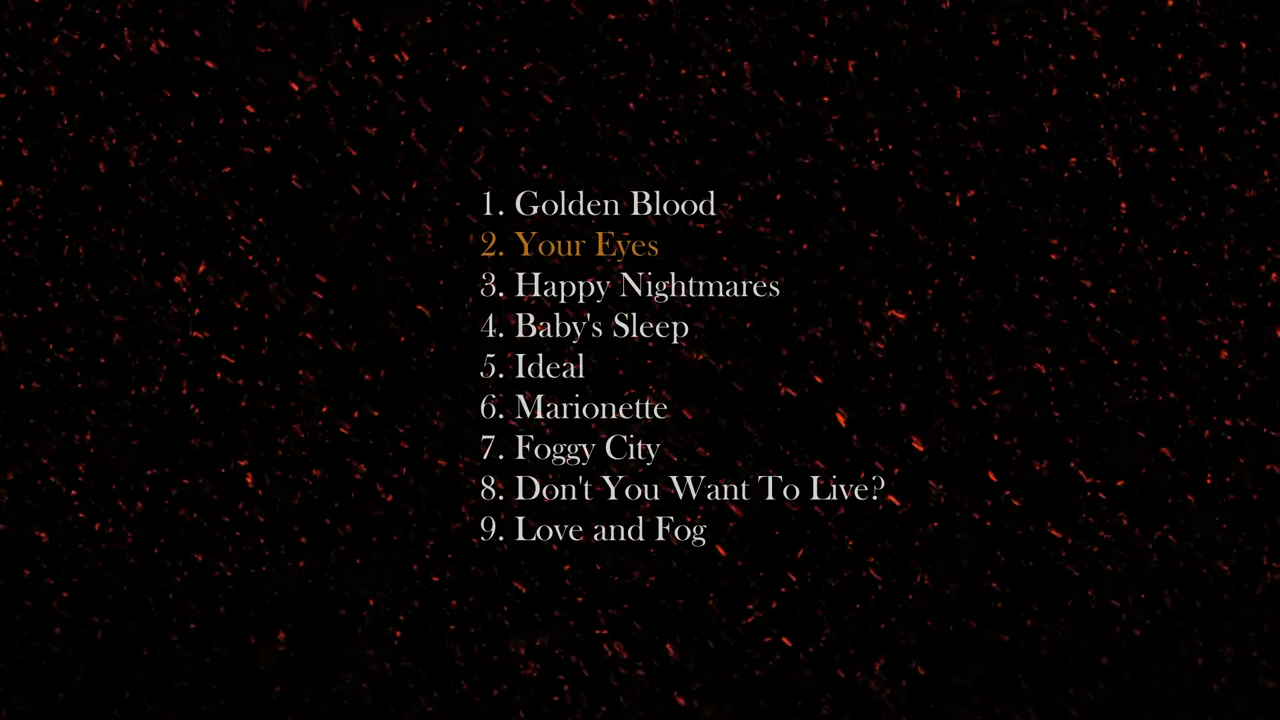 1. Golden Blood
2. Your Eyes
3. Happy Nightmares
4. Baby's Sleep
5. Ideal
6. Marionette
7. Foggy City
8. Don't You Want To Live?
9. Love and Fog